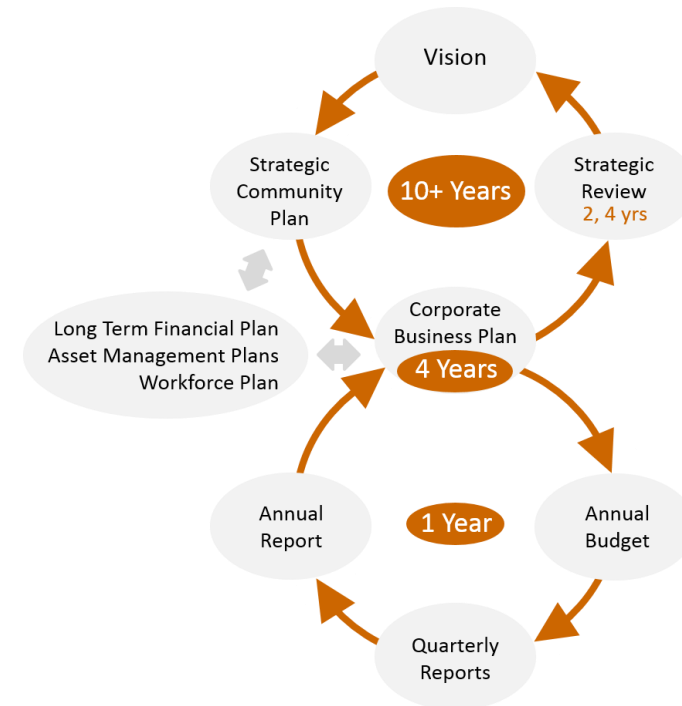 Vision
Strategic
Community
Plan
10+ Years
Strategic
Review
2, 4 yrs
Long Term Financial Plan
Asset Management Plans
Workforce Plan
Corporate
Business Plan
4 Years
Annual
Report
1 Year
Annual
Budget
Quarterly
Reports